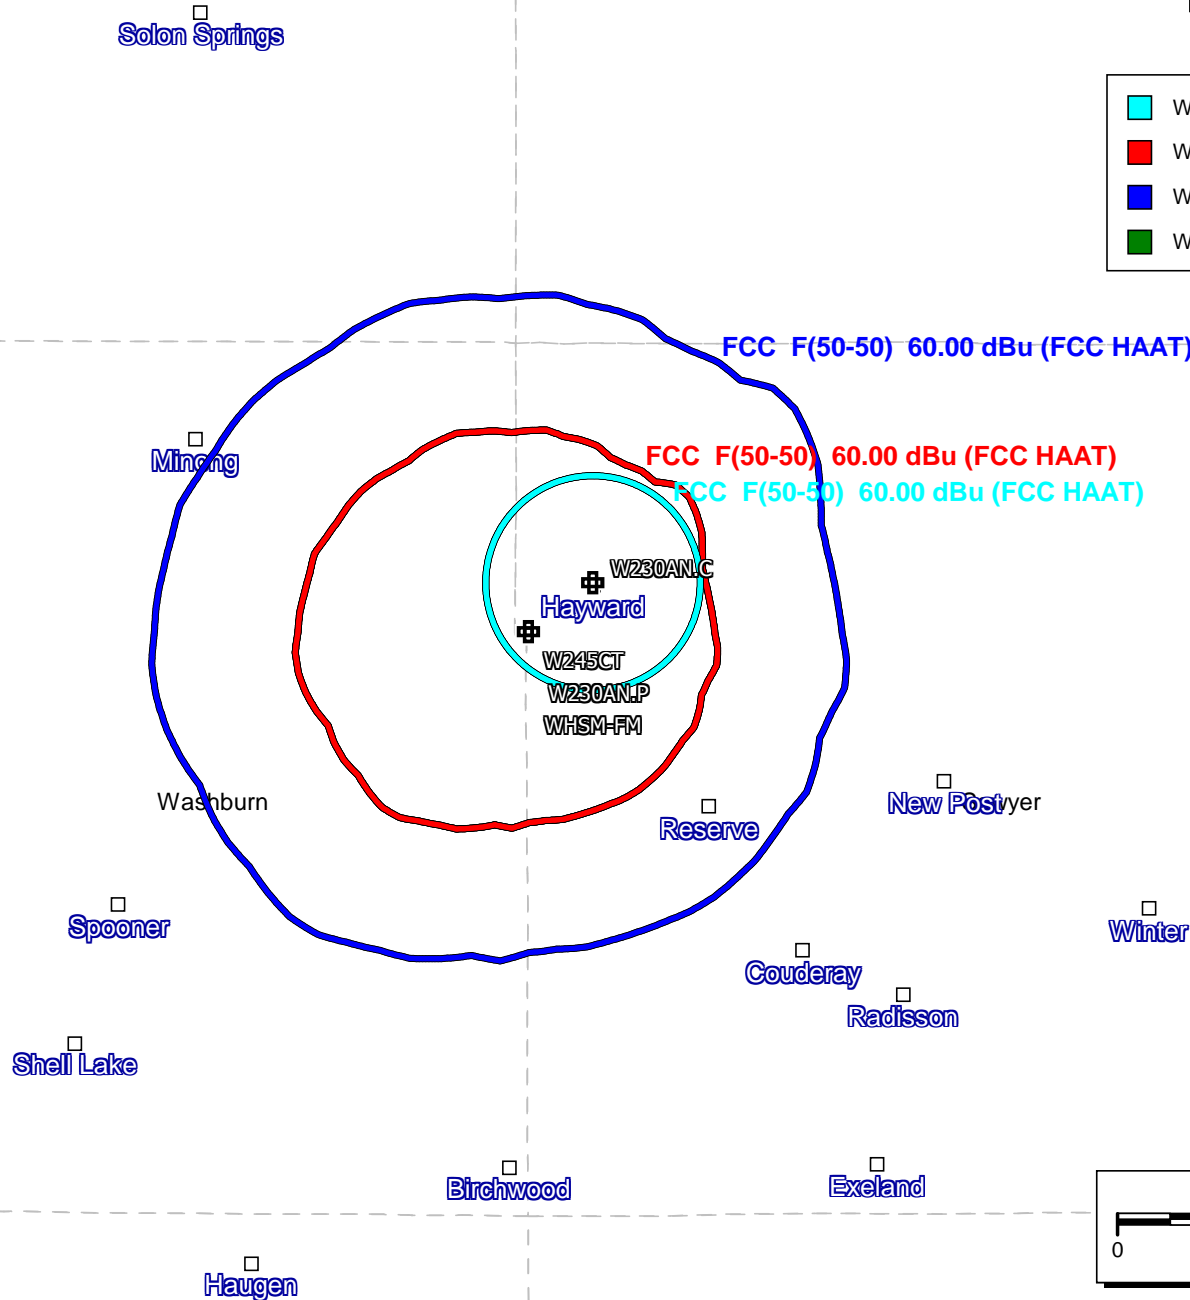 Solon Springs
W
W
W
W
FCC F(50-50) 60.00 dBu (FCC HAAT)
Minong
FCC F(50-50) 60.00 dBu (FCC HAAT)
FCC F(50-50) 60.00 dBu (FCC HAAT)
W230AN.C
Hayward
W245CT
W230AN.P
WHSM-FM
Washburn
New Post
Reserve
Spooner
Winter
Couderay
Radisson
Shell Lake
Birchwood
Exeland
0
Haugen